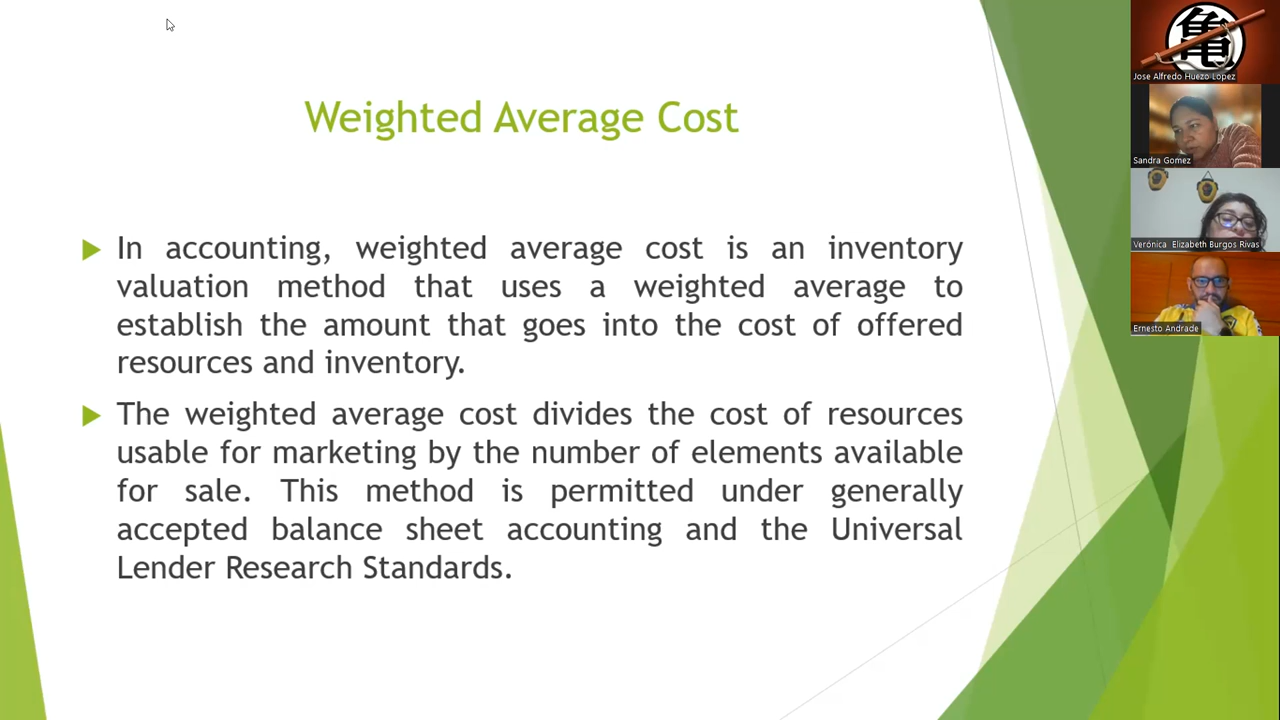 Weighted Average Cost
In accounting, weighted average cost is an inventory
valuation method that uses a weighted average to
establish the amount that goes into the cost of offered
resources and inventory.
The weighted average cost divides the cost of resources
usable for marketing by the number of elements available
for sale. This method is permitted under generally
accepted balance sheet accounting and the Universal
Lender Research Standards.
亀
Jose Alfredo Huezo Lopez
Sandra Gomez
Verónica Elizabeth Burgos Rivas
Ernesto Andrade